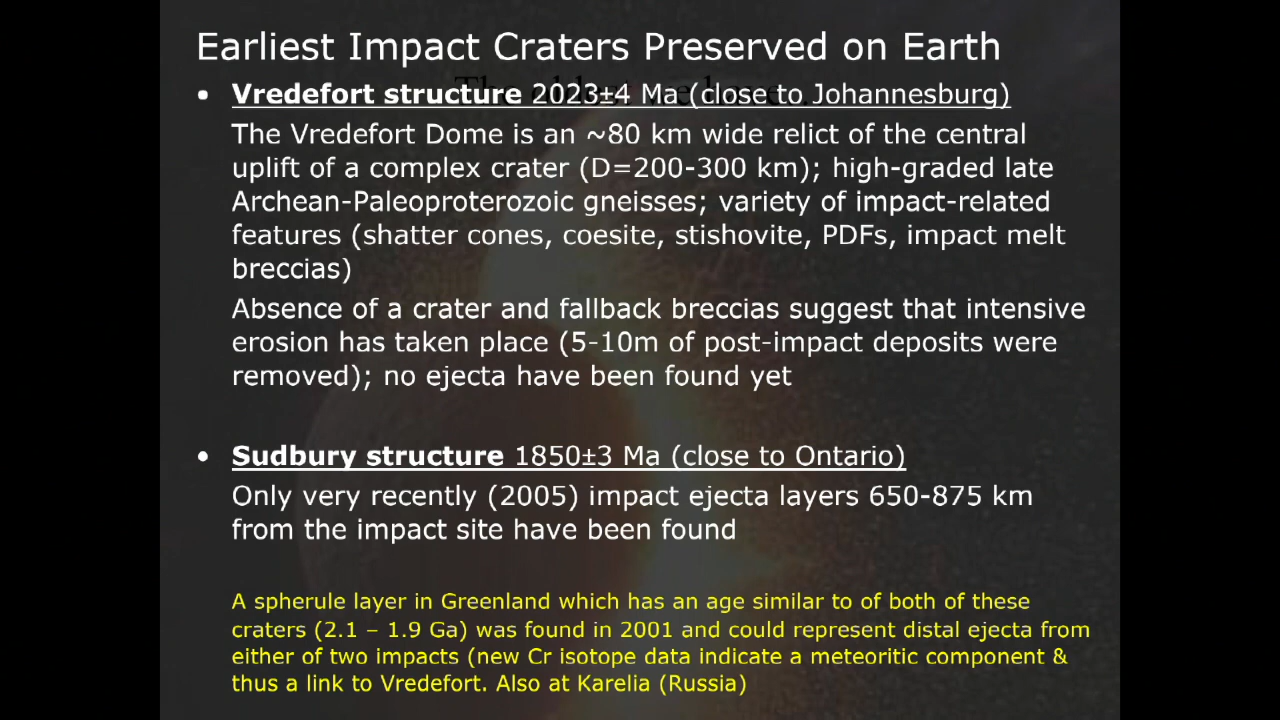 Earliest Impact Craters Preserved on Earth
• Vredefort structure 2023±4 Ma (close to Johannesburg)
The Vredefort Dome is an ~80 km wide relict of the central
uplift of a complex crater (D=200-300 km); high-graded late
Archean-Paleoproterozoic gneisses; variety of impact-related
features (shatter cones, coesite, stishovite, PDFs, impact melt
breccias)
Absence of a crater and fallback breccias suggest that intensive
erosion has taken place (5-10m of post-impact deposits were
removed); no ejecta have been found yet
• Sudbury structure 1850±3 Ma (close to Ontario)
Only very recently (2005) impact ejecta layers 650-875 km
from the impact site have been found
A spherule layer in Greenland which has an age similar to of both of these
craters (2.1 – 1.9 Ga) was found in 2001 and could represent distal ejecta from
either of two impacts (new Cr isotope data indicate a meteoritic component &
thus a link to Vredefort. Also at Karelia (Russia)